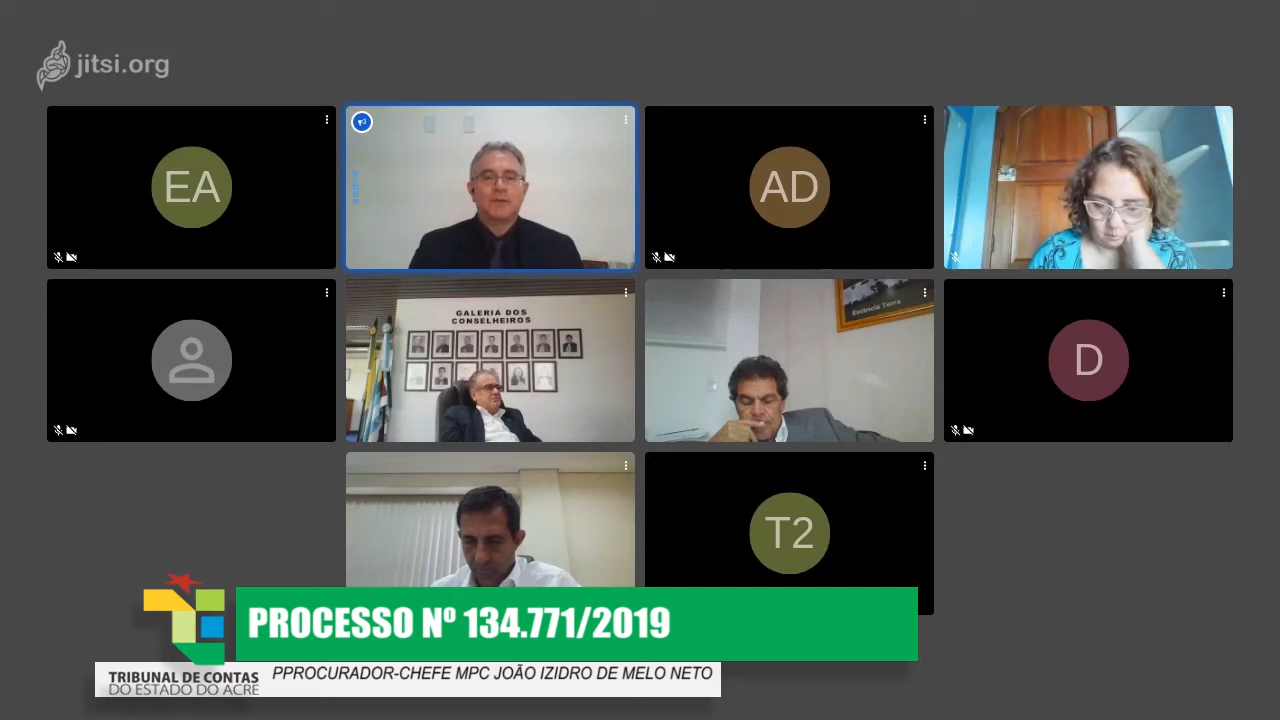 jitsi.org
EA
AD
GALERIA DOS
CONSELHEIROS
Estância Terra
D
T2
PROCESSO Nº 134.771/2019
PPROCURADOR-CHEFE MPC JOÃO IZIDRO DE MELO NETO
TRIBUNAL DE CONTAS
DO ESTADO DO ACRE